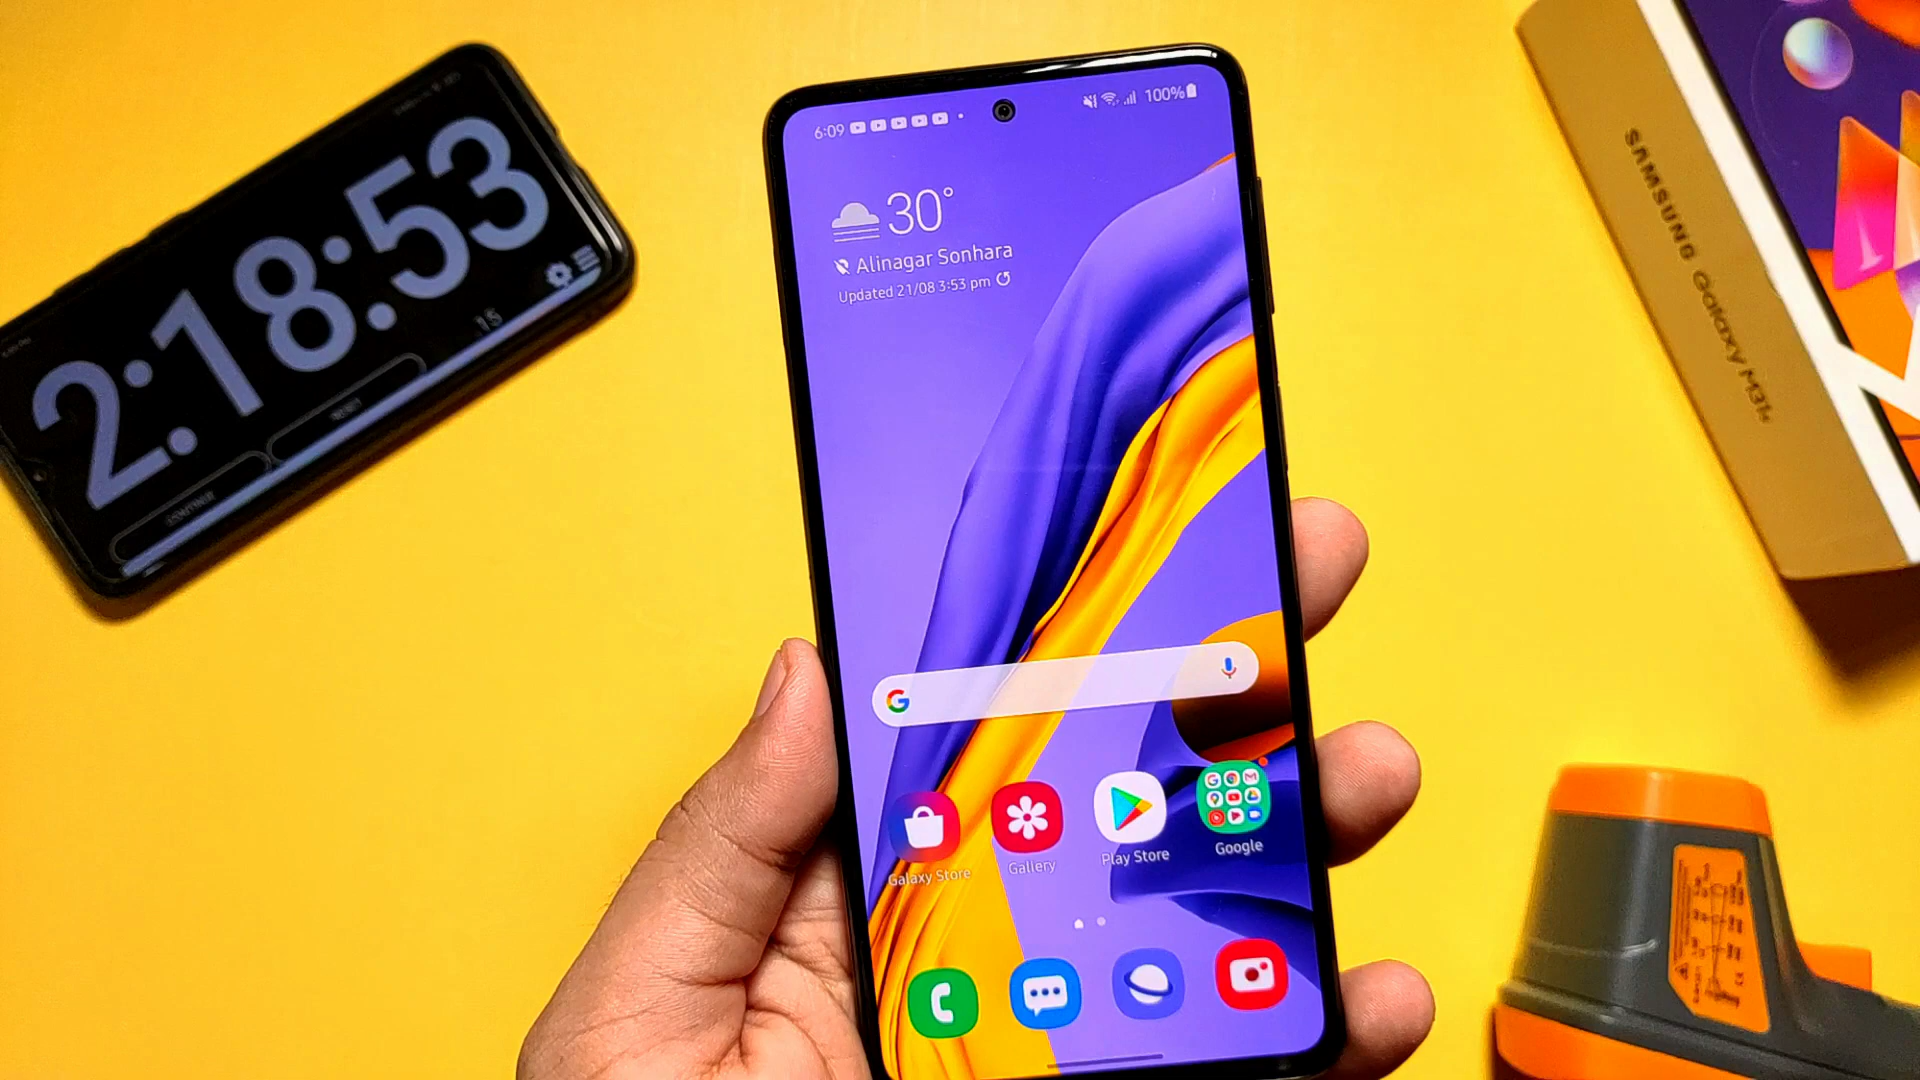 2:18:53
15
6:09
100%
30°
Alinagar Sonhara
Updated 21/08 3:53 pm
Galaxy Store
Gallery
Play Store
Google
SAMSUNG Galaxy M31s